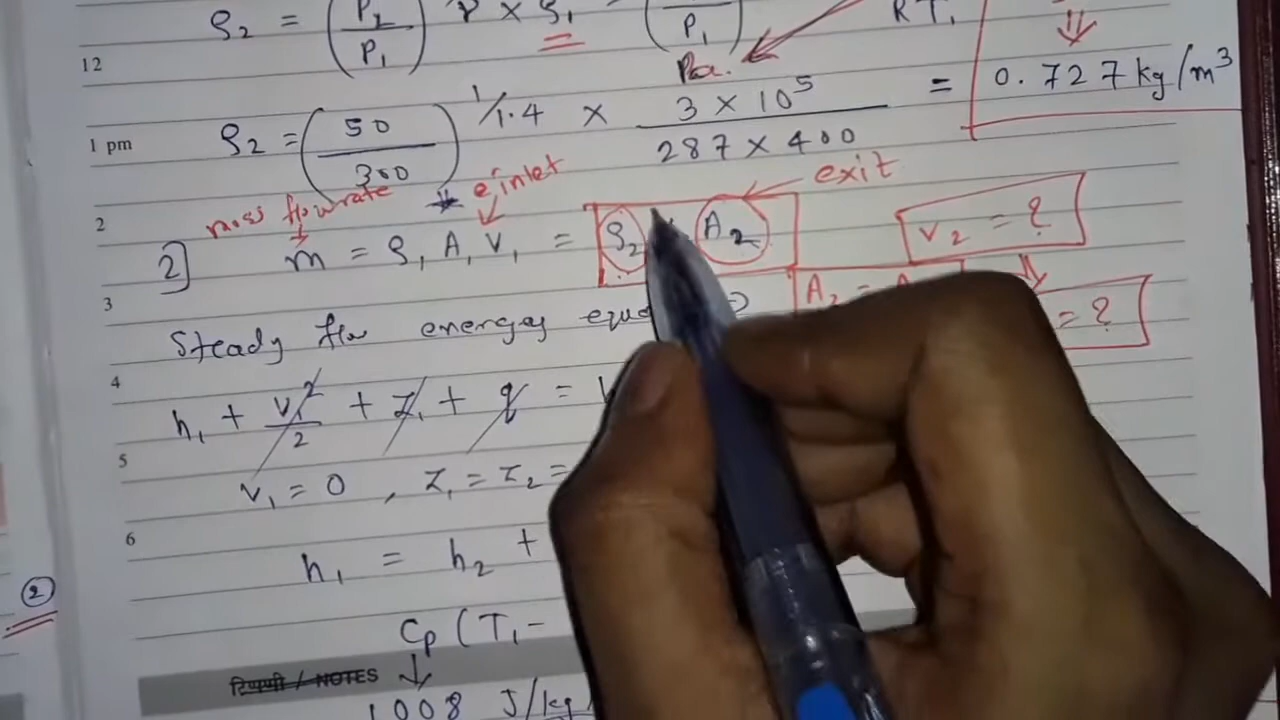 ρ2 = (P2/P1) γ × ρ1 (P1) RT1
12
Pa.
1 pm ρ2 = (50/300)^1/1.4 × 3 × 10^5 / 287 × 400 = 0.727 kg/m³
mass flowrate e inlet exit
2
2] ṁ = ρ1 A1 V1 = ρ2 A2 V2 = ?
3
A2 = = ?
Steady flow energy
4
h1 + V1²/2 + Z1 + q =
5
V1 = 0 , Z1 = Z2 =
6
h1 = h2 +
2
Cp (T1 -
टिप्पणी / NOTES
1008 J/kg